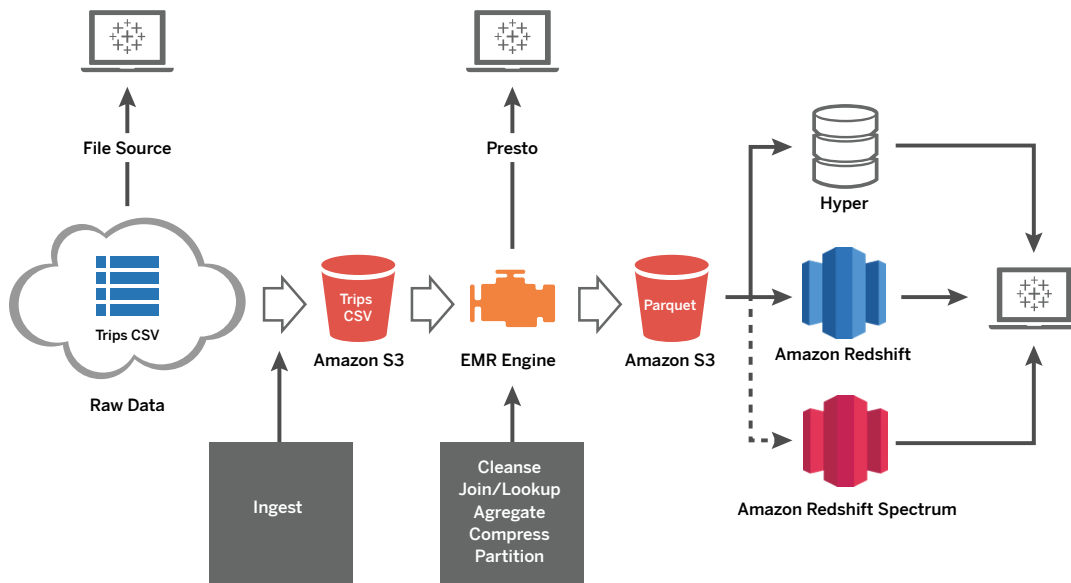 File Source
Presto
Hyper
Trips CSV
Raw Data
Trips
CSV
Amazon S3
EMR Engine
Parquet
Amazon S3
Amazon Redshift
Amazon Redshift Spectrum
Ingest
Cleanse
Join/Lookup
Agregate
Compress
Partition